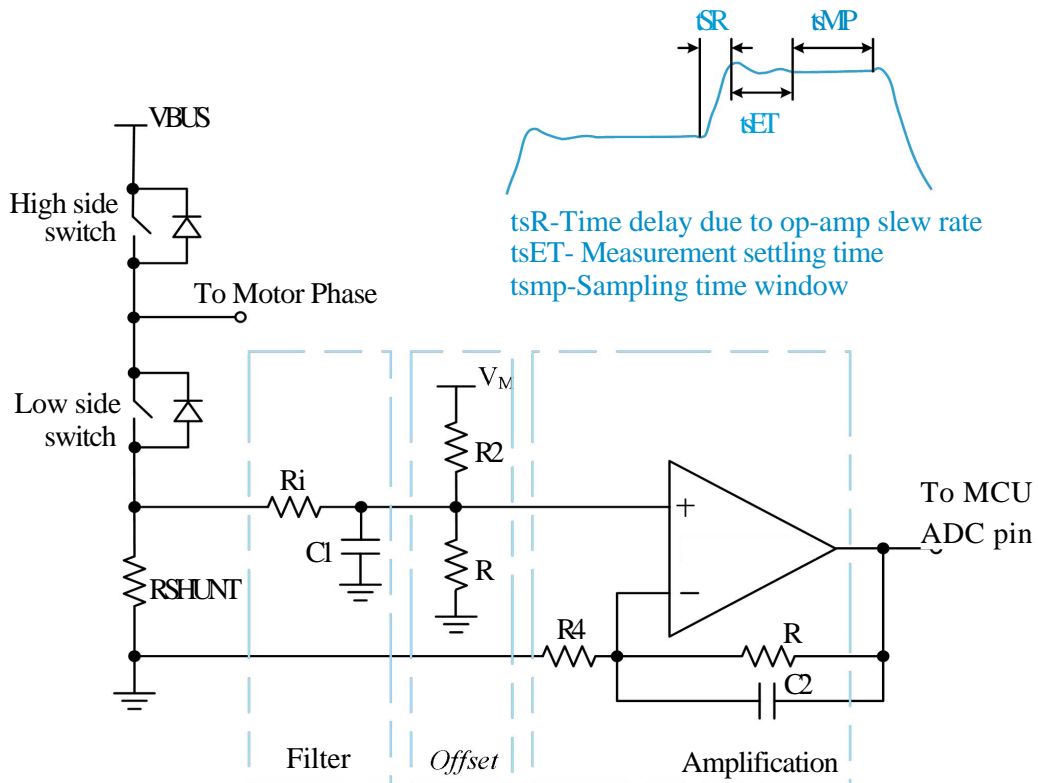 tSR
tsMP
tsET
VBUS
High side
switch
tsR-Time delay due to op-amp slew rate
tsET- Measurement settling time
tsmp-Sampling time window
To Motor Phase
Low side
switch
VM
R2
Ri
C1
R
+
To MCU
ADC pin
RSHUNT
−
R4
R
C2
Filter
Offset
Amplification